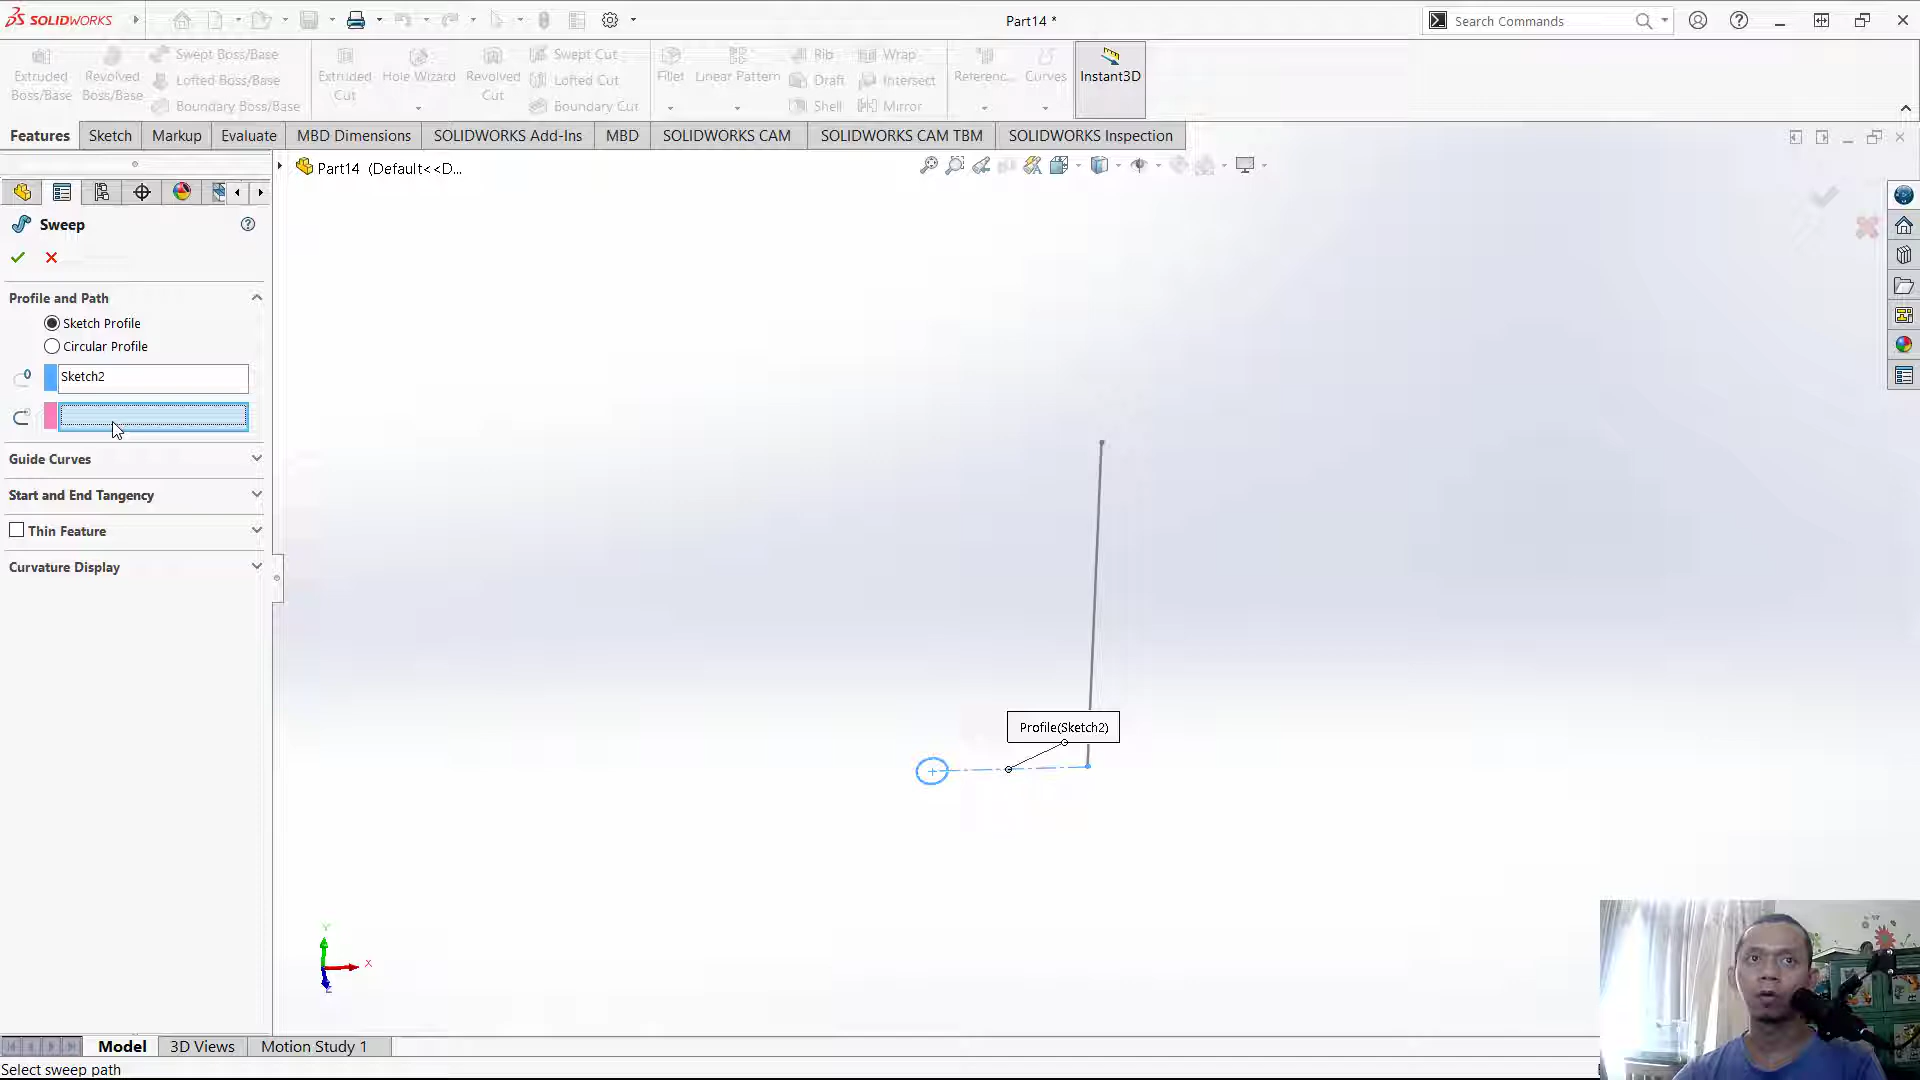 SOLIDWORKS
Part14 *
Search Commands
Extruded Boss/Base
Revolved Boss/Base
Swept Boss/Base
Lofted Boss/Base
Boundary Boss/Base
Extruded Cut
Hole Wizard
Revolved Cut
Swept Cut
Lofted Cut
Boundary Cut
Fillet
Linear Pattern
Rib
Draft
Shell
Wrap
Intersect
Mirror
Referenc...
Curves
Instant3D
Features
Sketch
Markup
Evaluate
MBD Dimensions
SOLIDWORKS Add-Ins
MBD
SOLIDWORKS CAM
SOLIDWORKS CAM TBM
SOLIDWORKS Inspection
Part14 (Default<<D...
Sweep
Profile and Path
Sketch Profile
Circular Profile
Sketch2
Guide Curves
Start and End Tangency
Thin Feature
Curvature Display
Profile(Sketch2)
Y
X
Z
Model
3D Views
Motion Study 1
Select sweep path